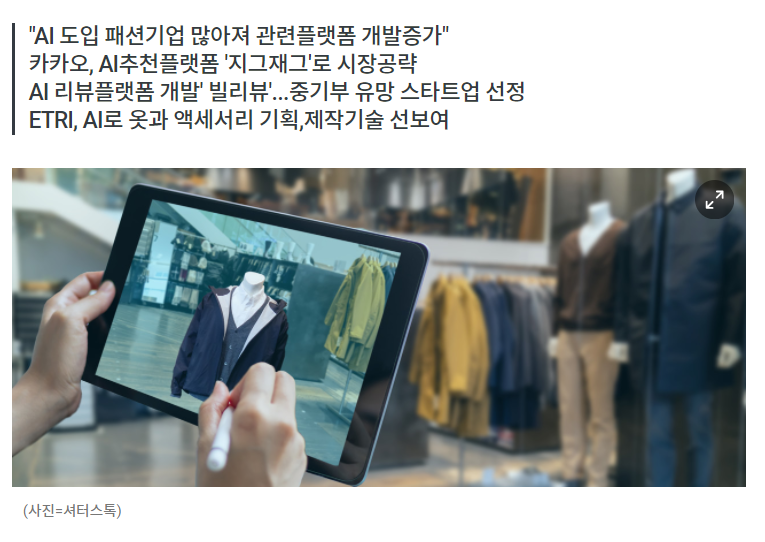 "AI 도입 패션기업 많아져 관련플랫폼 개발증가"
카카오, AI추천플랫폼 '지그재그'로 시장공략
AI 리뷰플랫폼 개발' 빌리뷰'...중기부 유망 스타트업 선정
ETRI, AI로 옷과 액세서리 기획,제작기술 선보여
(사진=셔터스톡)